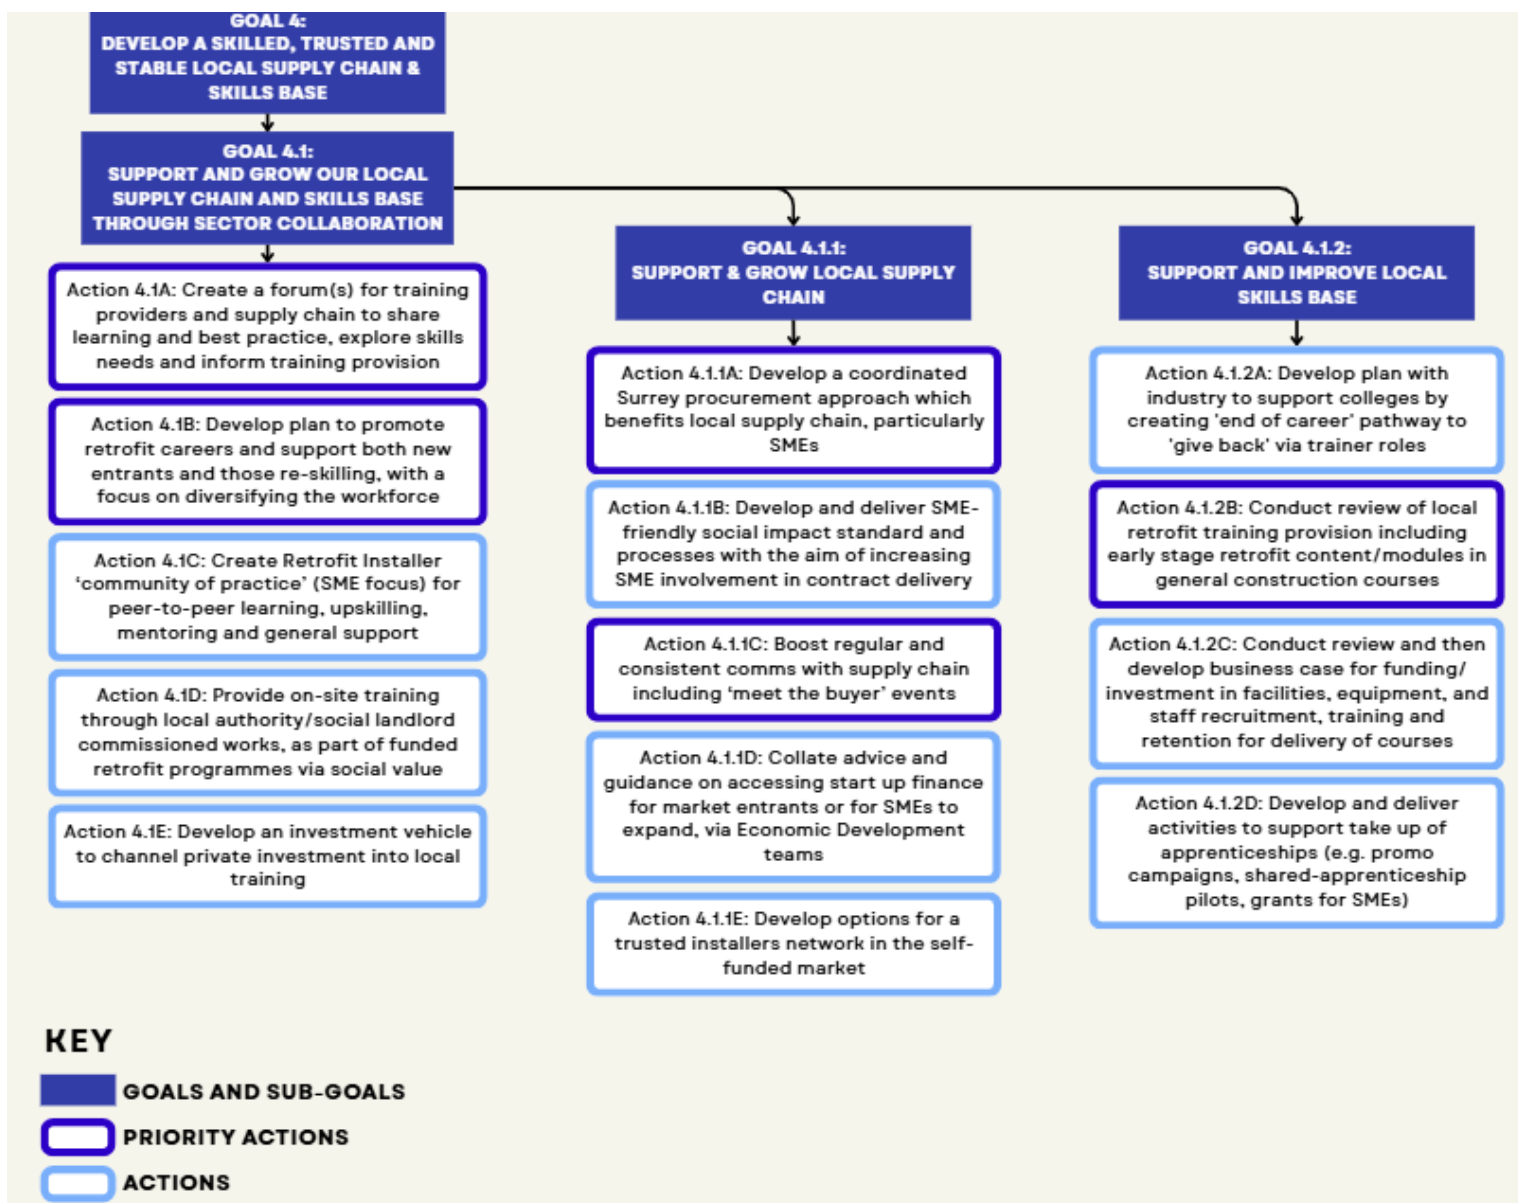 GOAL 4:
DEVELOP A SKILLED, TRUSTED AND
STABLE LOCAL SUPPLY CHAIN &
SKILLS BASE
GOAL 4.1:
SUPPORT AND GROW OUR LOCAL
SUPPLY CHAIN AND SKILLS BASE
THROUGH SECTOR COLLABORATION
Action 4.1A: Create a forum(s) for training
providers and supply chain to share
learning and best practice, explore skills
needs and inform training provision
Action 4.1B: Develop plan to promote
retrofit careers and support both new
entrants and those re-skilling, with a
focus on diversifying the workforce
Action 4.1C: Create Retrofit Installer
‘community of practice’ (SME focus) for
peer-to-peer learning, upskilling,
mentoring and general support
Action 4.1D: Provide on-site training
through local authority/social landlord
commissioned works, as part of funded
retrofit programmes via social value
Action 4.1E: Develop an investment vehicle
to channel private investment into local
training
GOAL 4.1.1:
SUPPORT & GROW LOCAL SUPPLY
CHAIN
Action 4.1.1A: Develop a coordinated
Surrey procurement approach which
benefits local supply chain, particularly
SMEs
Action 4.1.1B: Develop and deliver SME-
friendly social impact standard and
processes with the aim of increasing
SME involvement in contract delivery
Action 4.1.1C: Boost regular and
consistent comms with supply chain
including ‘meet the buyer’ events
Action 4.1.1D: Collate advice and
guidance on accessing start up finance
for market entrants or for SMEs to
expand, via Economic Development
teams
Action 4.1.1E: Develop options for a
trusted installers network in the self-
funded market
GOAL 4.1.2:
SUPPORT AND IMPROVE LOCAL
SKILLS BASE
Action 4.1.2A: Develop plan with
industry to support colleges by
creating 'end of career' pathway to
'give back' via trainer roles
Action 4.1.2B: Conduct review of local
retrofit training provision including
early stage retrofit content/modules in
general construction courses
Action 4.1.2C: Conduct review and then
develop business case for funding/
investment in facilities, equipment, and
staff recruitment, training and
retention for delivery of courses
Action 4.1.2D: Develop and deliver
activities to support take up of
apprenticeships (e.g. promo
campaigns, shared-apprenticeship
pilots, grants for SMEs)
KEY
GOALS AND SUB-GOALS
PRIORITY ACTIONS
ACTIONS